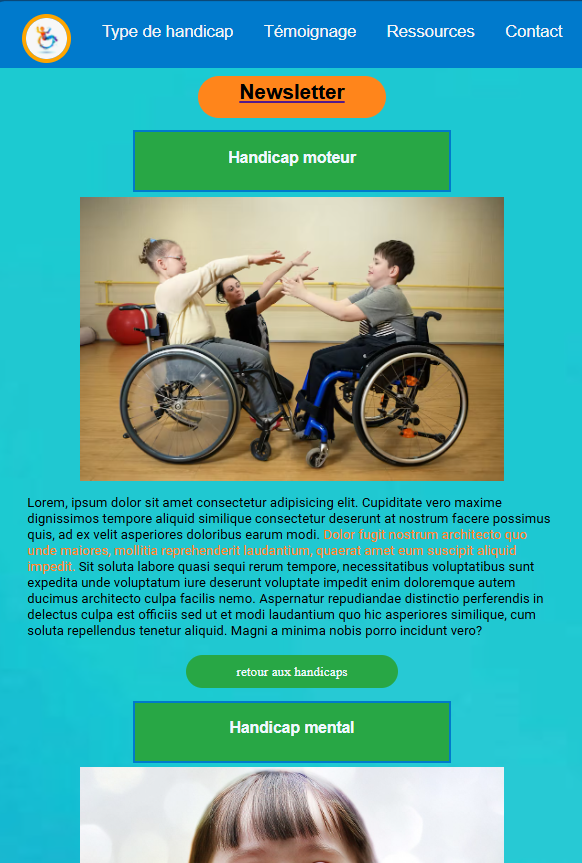 Type de handicap Témoignage Ressources Contact
Newsletter
Handicap moteur
Lorem, ipsum dolor sit amet consectetur adipisicing elit. Cupiditate vero maxime
dignissimos tempore aliquid similique consectetur deserunt at nostrum facere possimus
quis, ad ex velit asperiores doloribus earum modi. Dolor fugit nostrum architecto quo
unde maiores, mollitia reprehenderit laudantium, quaerat amet eum suscipit aliquid
impedit. Sit soluta labore quasi sequi rerum tempore, necessitatibus voluptatibus sunt
expedita unde voluptatum iure deserunt voluptate impedit enim doloremque autem
ducimus architecto culpa facilis nemo. Aspernatur repudiandae distinctio perferendis in
delectus culpa est officiis sed ut et modi laudantium quo hic asperiores similique, cum
soluta repellendus tenetur aliquid. Magni a minima nobis porro incidunt vero?
retour aux handicaps
Handicap mental